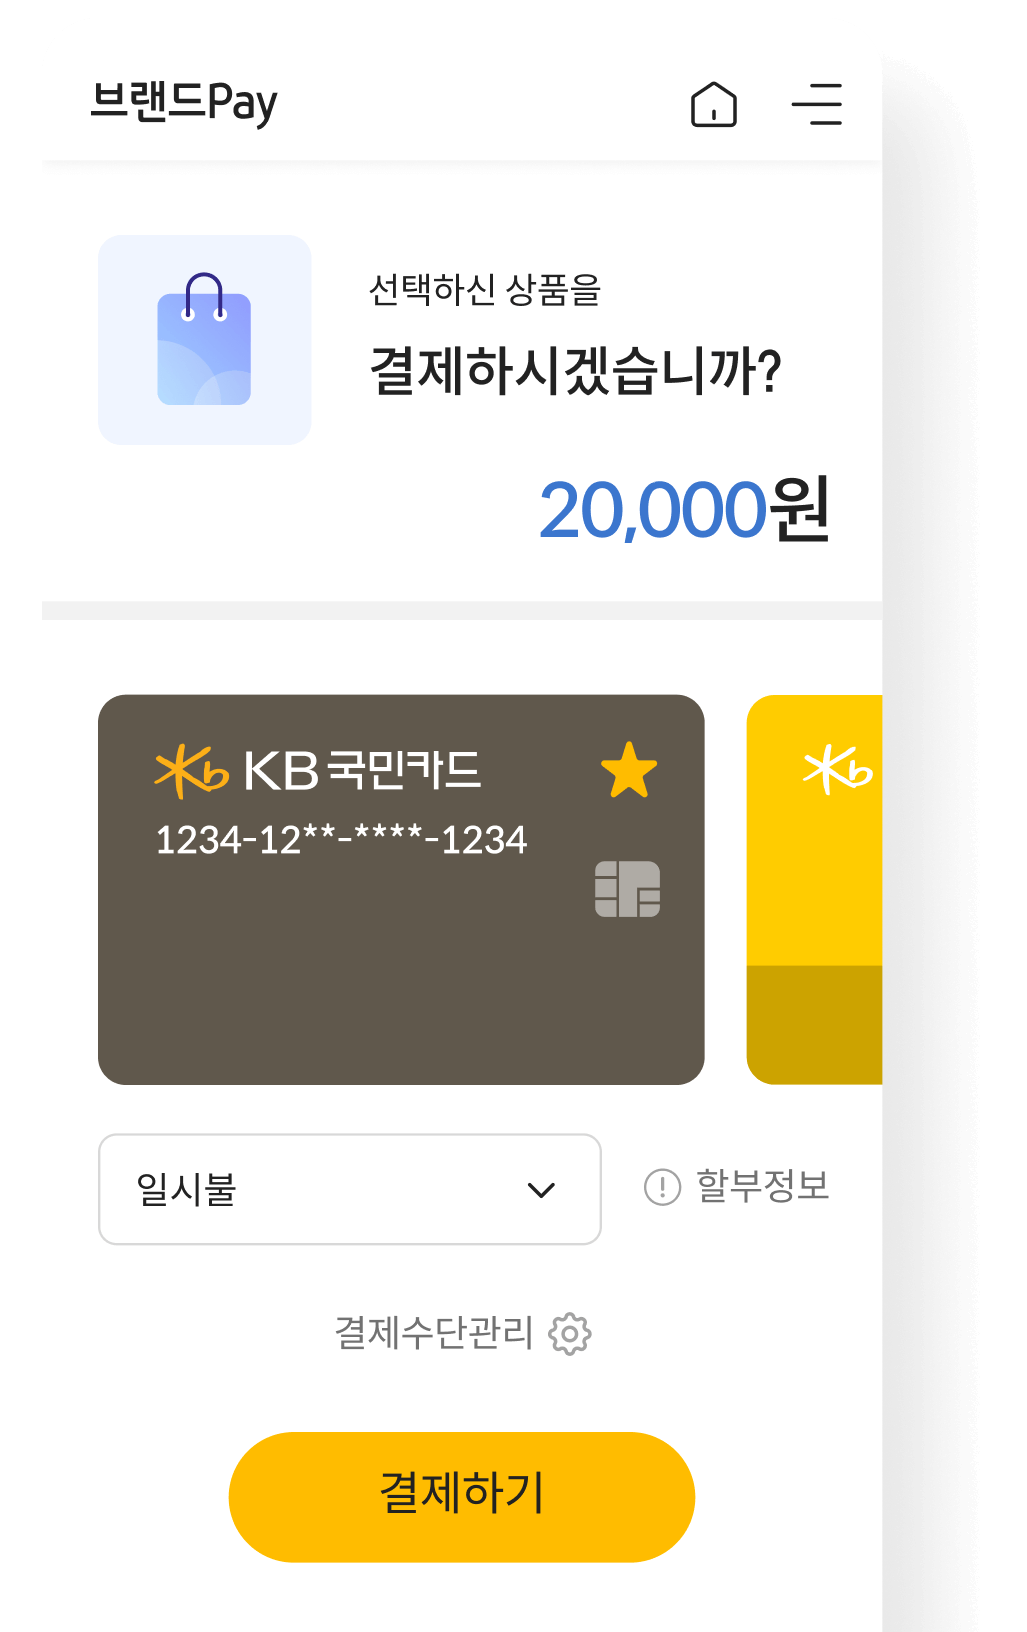 브랜드Pay
선택하신 상품을
결제하시겠습니까?
20,000원
KB 국민카드
1234-12**-****-1234
일시불
할부정보
결제수단관리
결제하기